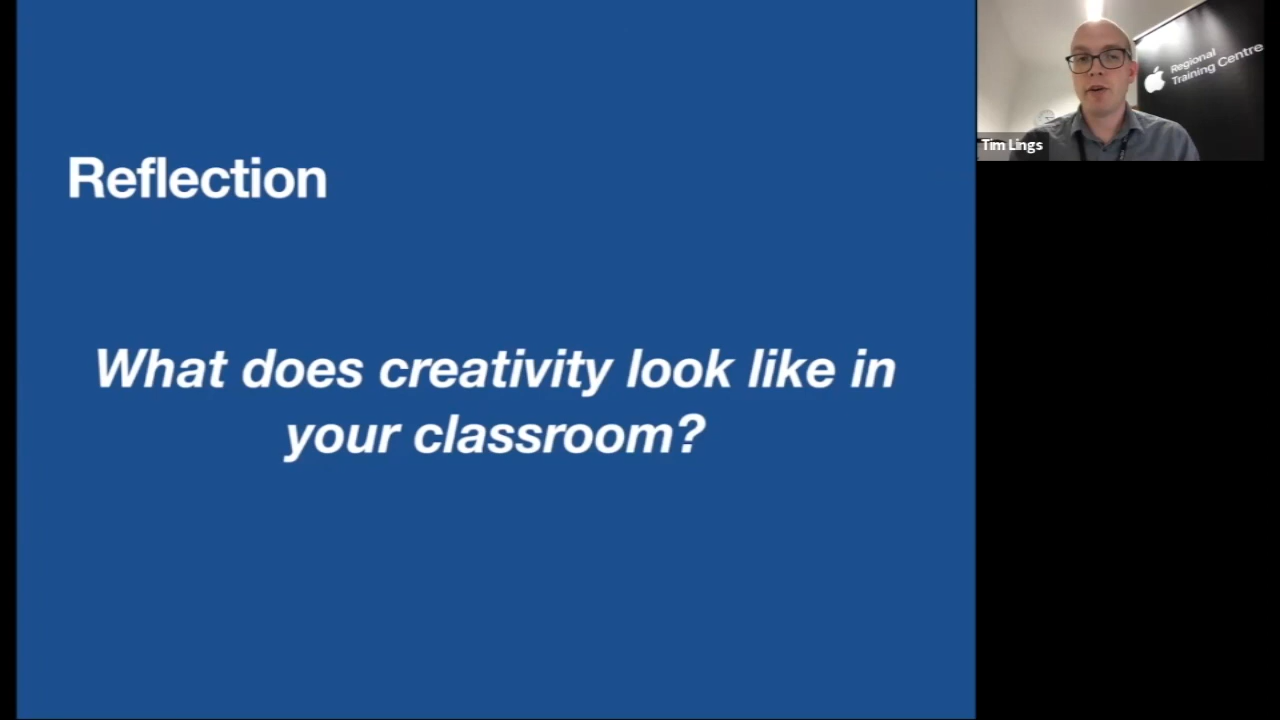 Reflection
What does creativity look like in
your classroom?
Regional
Training Centre
Tim Lings